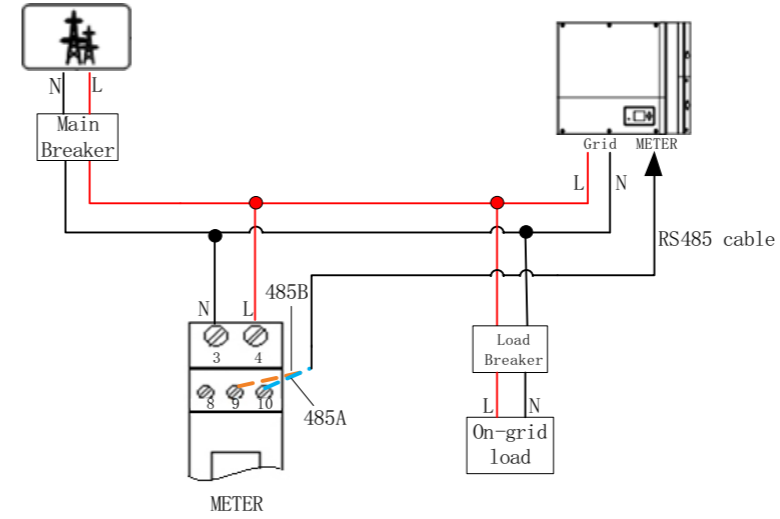 N L
Main
Breaker
Grid METER
L N
RS485 cable
485B
N L
3 4
8 9 10
485A
Load
Breaker
L N
On-grid
load
METER